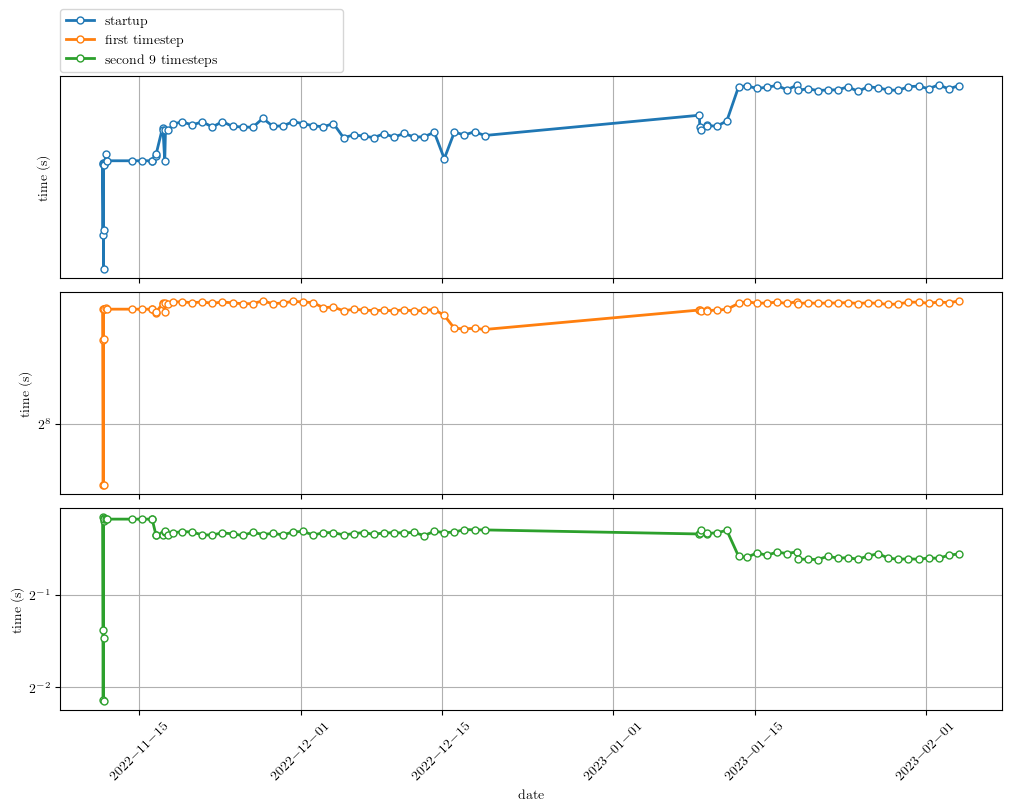 startup
first timestep
second 9 timesteps
time (s)
time (s)
2^8
time (s)
2^−1
2^−2
2022−11−15
2022−12−01
2022−12−15
2023−01−01
2023−01−15
2023−02−01
date